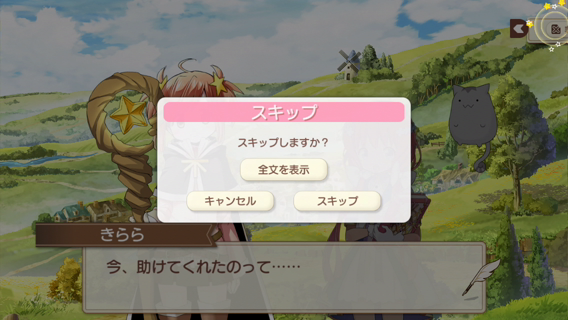 スキップ
スキップしますか？
全文を表示
キャンセル
スキップ
きらら
今、助けてくれたのって……